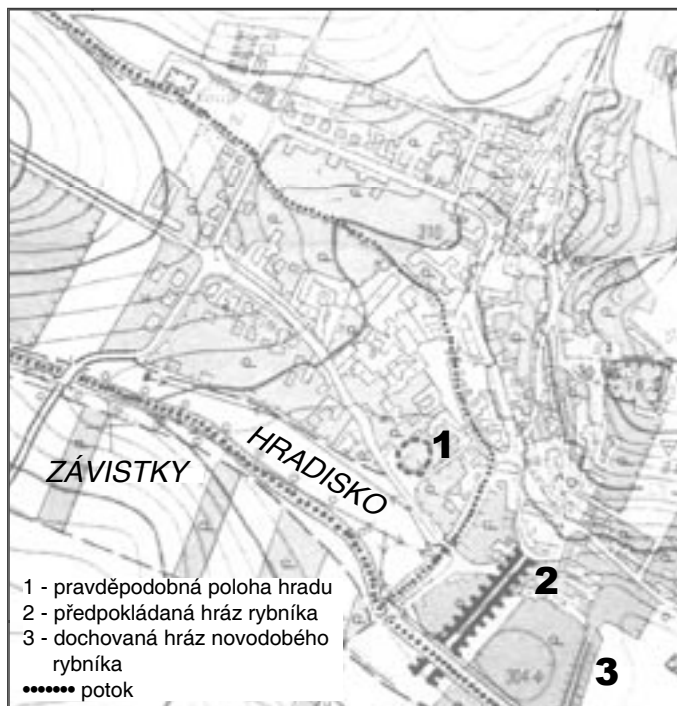 310
1
HRADISKO
ZÁVISTKY
2
3
304
1 - pravděpodobná poloha hradu
2 - předpokládaná hráz rybníka
3 - dochovaná hráz novodobého
rybníka
••••••• potok